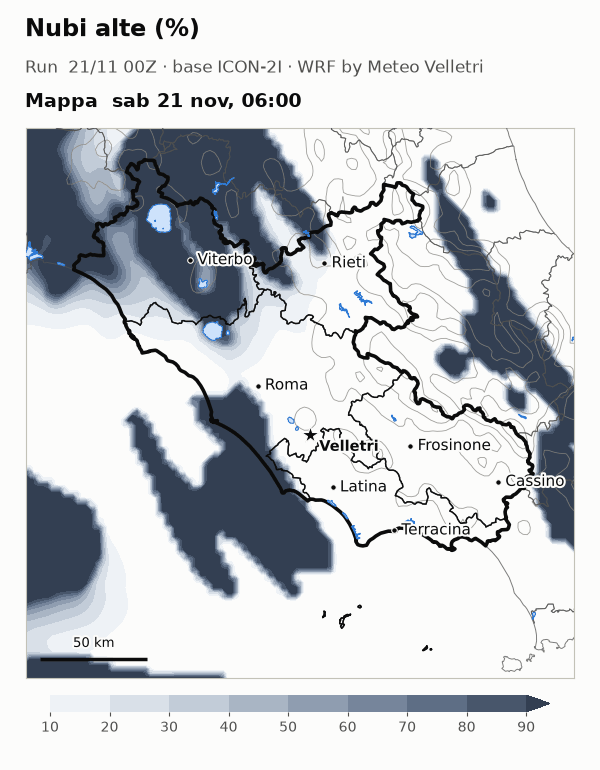 Nubi alte (%)
Run  21/11 00Z · base ICON-2I · WRF by Meteo Velletri
Mappa  sab 21 nov, 06:00
Viterbo
Rieti
Roma
Velletri
Frosinone
Cassino
Latina
Terracina
50 km
10 20 30 40 50 60 70 80 90